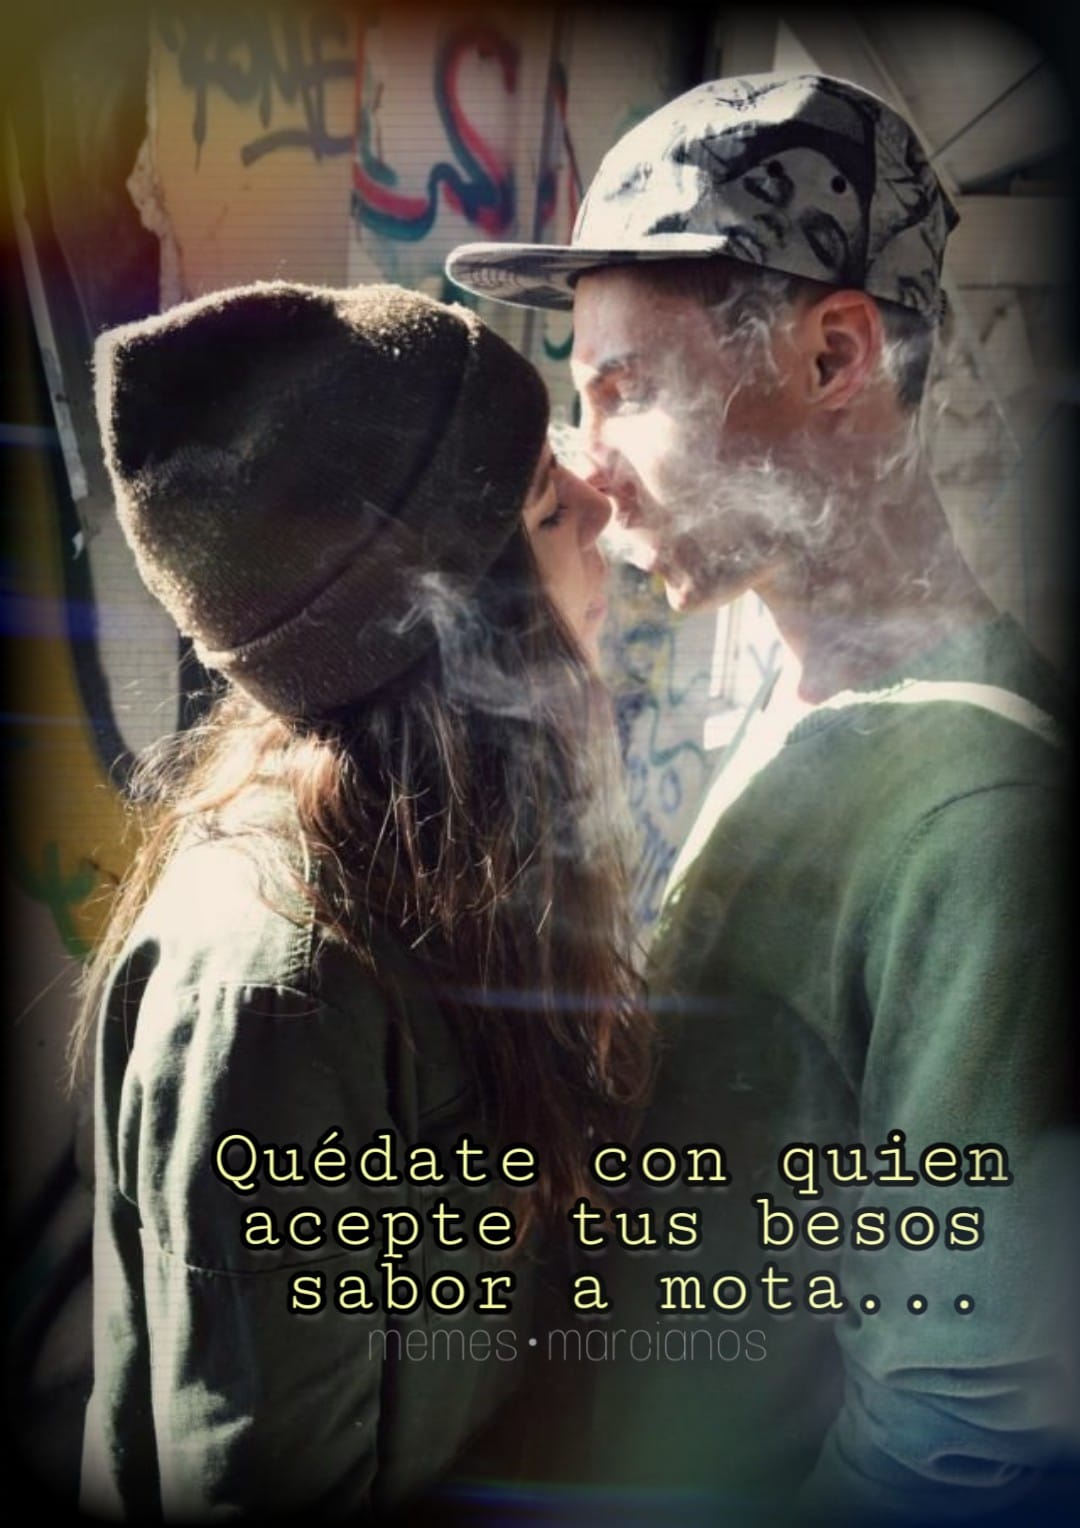 Quédate con quien
acepte tus besos
sabor a mota...
memes•marcianos